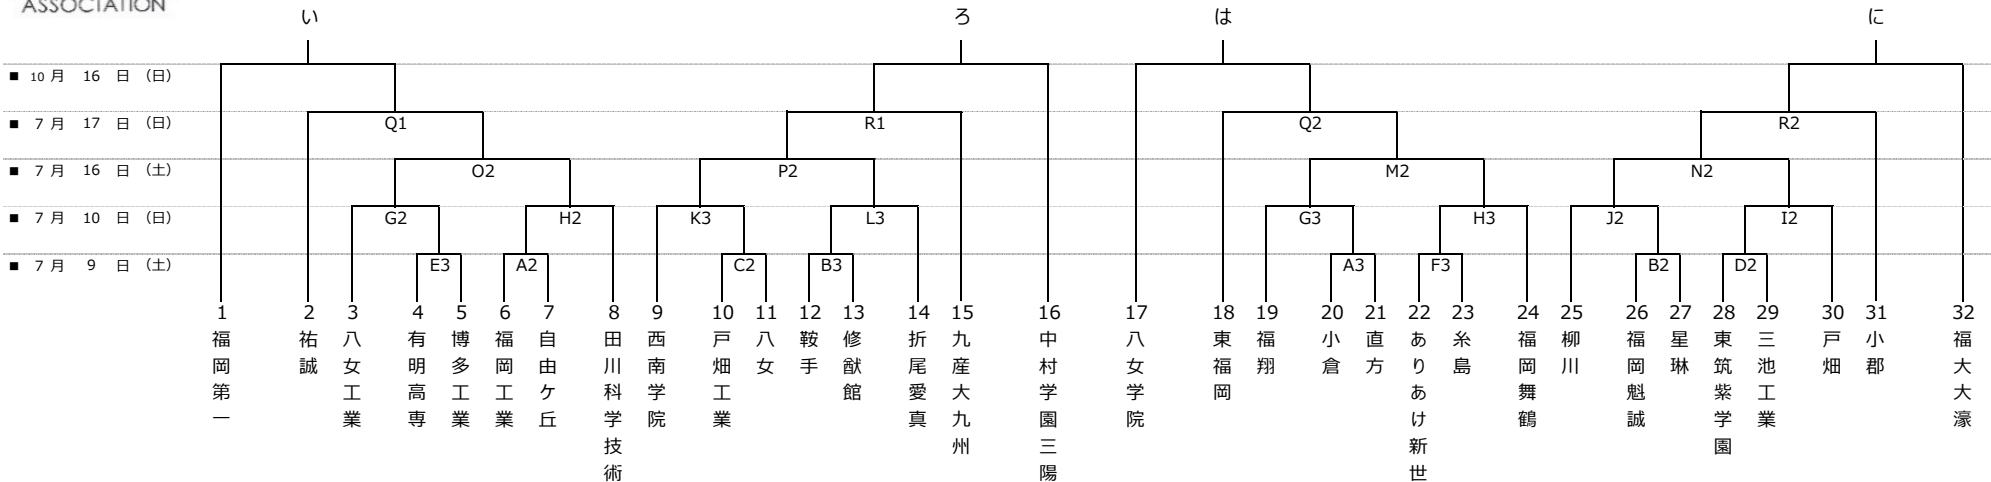 ASSOCIATION
い ろ は に
■ 10 月 16 日 (日)
■ 7 月 17 日 (日) Q1 R1 Q2 R2
■ 7 月 16 日 (土) O2 P2 M2 N2
■ 7 月 10 日 (日) G2 H2 K3 L3 G3 H3 J2 I2
■ 7 月 9 日 (土) E3 A2 C2 B3 A3 F3 B2 D2
1 福岡第一
2 祐誠
3 八女工業
4 有明高専
5 博多工業
6 福岡工業
7 自由ケ丘
8 田川科学技術
9 西南学院
10 戸畑工業
11 八女
12 鞍手
13 修猷館
14 折尾愛真
15 九産大九州
16 中村学園三陽
17 八女学院
18 東福岡
19 福翔
20 小倉
21 直方
22 ありあけ新世
23 糸島
24 福岡舞鶴
25 柳川
26 福岡魁誠
27 星琳
28 東筑紫学園
29 三池工業
30 戸畑
31 小郡
32 福大大濠